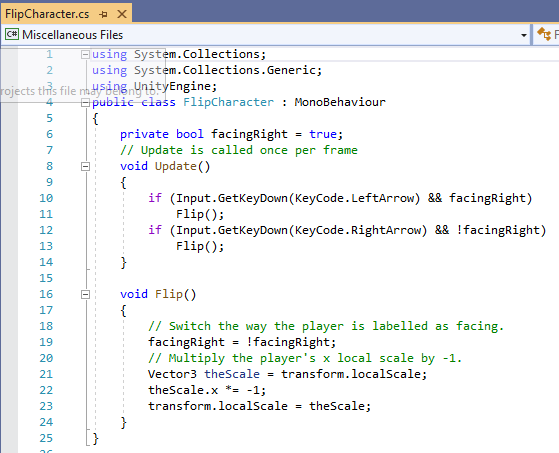 FlipCharacter.cs
C# Miscellaneous Files
1 using System.Collections;
2 using System.Collections.Generic;
3 using UnityEngine;
rojects this file may belong to.
4 public class FlipCharacter : MonoBehaviour
5 {
6 private bool facingRight = true;
7 // Update is called once per frame
8 void Update()
9 {
10 if (Input.GetKeyDown(KeyCode.LeftArrow) && facingRight)
11 Flip();
12 if (Input.GetKeyDown(KeyCode.RightArrow) && !facingRight)
13 Flip();
14 }
15
16 void Flip()
17 {
18 // Switch the way the player is labelled as facing.
19 facingRight = !facingRight;
20 // Multiply the player's x local scale by -1.
21 Vector3 theScale = transform.localScale;
22 theScale.x *= -1;
23 transform.localScale = theScale;
24 }
25 }